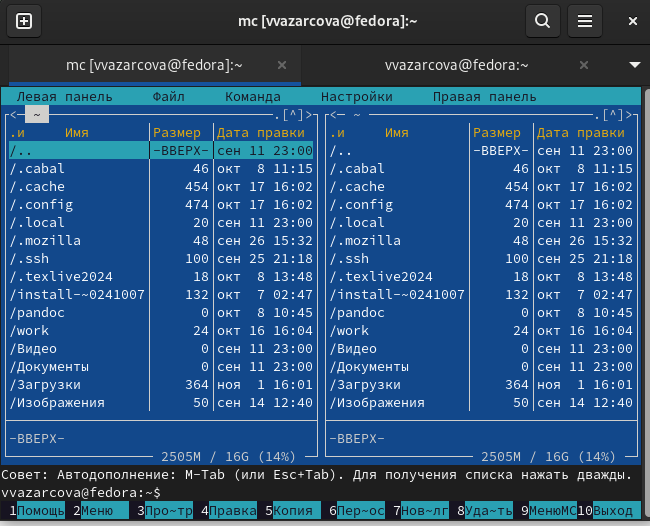 mc [vvazarcova@fedora]:~
mc [vvazarcova@fedora]:~ × vvazarcova@fedora:~ ×
Левая панель Файл Команда Настройки Правая панель
<─ ~ .[^]> <─ ~ .[^]>
.и Имя Размер Дата правки .и Имя Размер Дата правки
/.. -ВВЕРХ- сен 11 23:00 /.. -ВВЕРХ- сен 11 23:00
/.cabal 46 окт 8 11:15 /.cabal 46 окт 8 11:15
/.cache 454 окт 17 16:02 /.cache 454 окт 17 16:02
/.config 474 окт 17 16:02 /.config 474 окт 17 16:02
/.local 20 сен 11 23:00 /.local 20 сен 11 23:00
/.mozilla 48 сен 26 15:32 /.mozilla 48 сен 26 15:32
/.ssh 100 сен 25 21:18 /.ssh 100 сен 25 21:18
/.texlive2024 18 окт 8 13:48 /.texlive2024 18 окт 8 13:48
/install-~0241007 132 окт 7 02:47 /install-~0241007 132 окт 7 02:47
/pandoc 0 окт 8 10:45 /pandoc 0 окт 8 10:45
/work 24 окт 16 16:04 /work 24 окт 16 16:04
/Видео 0 сен 11 23:00 /Видео 0 сен 11 23:00
/Документы 0 сен 11 23:00 /Документы 0 сен 11 23:00
/Загрузки 364 ноя 1 16:01 /Загрузки 364 ноя 1 16:01
/Изображения 50 сен 14 12:40 /Изображения 50 сен 14 12:40
-ВВЕРХ- -ВВЕРХ-
2505M / 16G (14%) 2505M / 16G (14%)
Совет: Автодополнение: M-Tab (или Esc+Tab). Для получения списка нажать дважды.
vvazarcova@fedora:~$
1Помощь 2Меню 3Про~тр 4Правка 5Копия 6Пер~ос 7Нов~лг 8Уда~ть 9МенюMC 10Выход